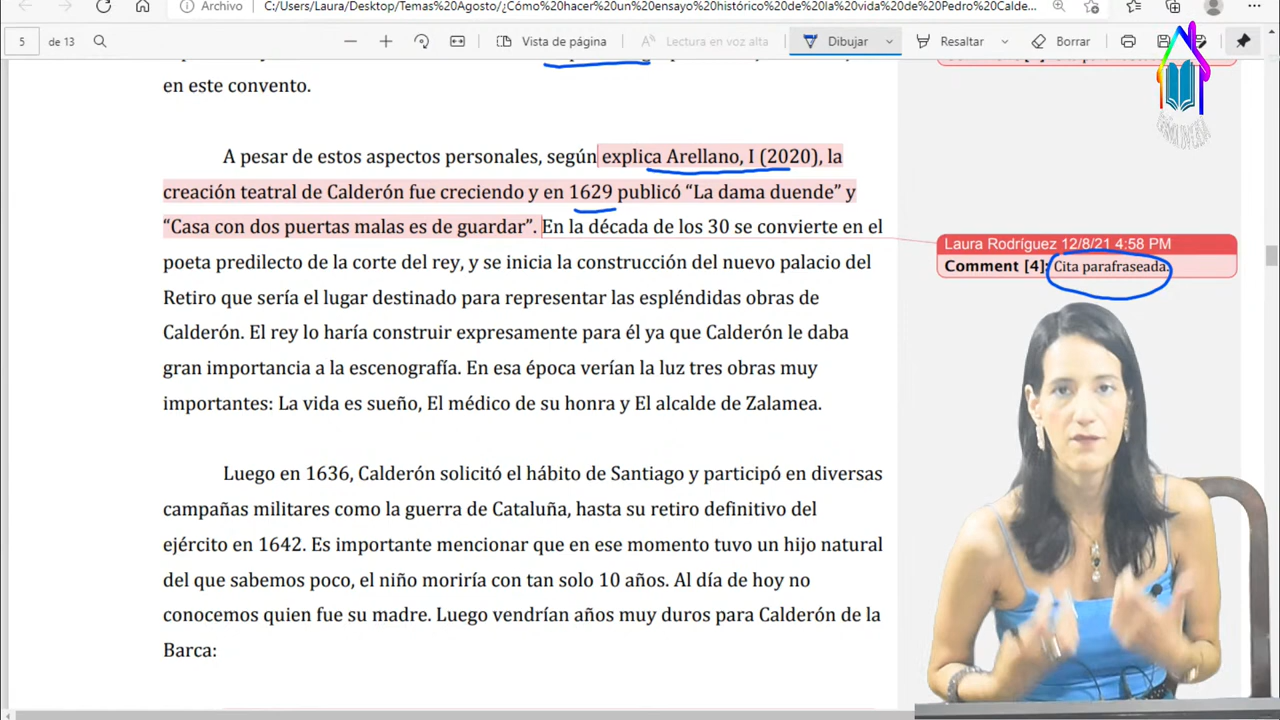 Archivo C:/Users/Laura/Desktop/Temas%20Agosto/¿Cómo%20hacer%20un%20ensayo%20histórico%20de%20la%20vida%20de%20Pedro%20Calde...
5 de 13 Vista de página Lectura en voz alta Dibujar Resaltar Borrar
en este convento.
A pesar de estos aspectos personales, según explica Arellano, I (2020), la
creación teatral de Calderón fue creciendo y en 1629 publicó “La dama duende” y
“Casa con dos puertas malas es de guardar”. En la década de los 30 se convierte en el
poeta predilecto de la corte del rey, y se inicia la construcción del nuevo palacio del
Retiro que sería el lugar destinado para representar las espléndidas obras de
Calderón. El rey lo haría construir expresamente para él ya que Calderón le daba
gran importancia a la escenografía. En esa época verían la luz tres obras muy
importantes: La vida es sueño, El médico de su honra y El alcalde de Zalamea.
Laura Rodríguez 12/8/21 4:58 PM
Comment [4]: Cita parafraseada.
Luego en 1636, Calderón solicitó el hábito de Santiago y participó en diversas
campañas militares como la guerra de Cataluña, hasta su retiro definitivo del
ejército en 1642. Es importante mencionar que en ese momento tuvo un hijo natural
del que sabemos poco, el niño moriría con tan solo 10 años. Al día de hoy no
conocemos quien fue su madre. Luego vendrían años muy duros para Calderón de la
Barca: